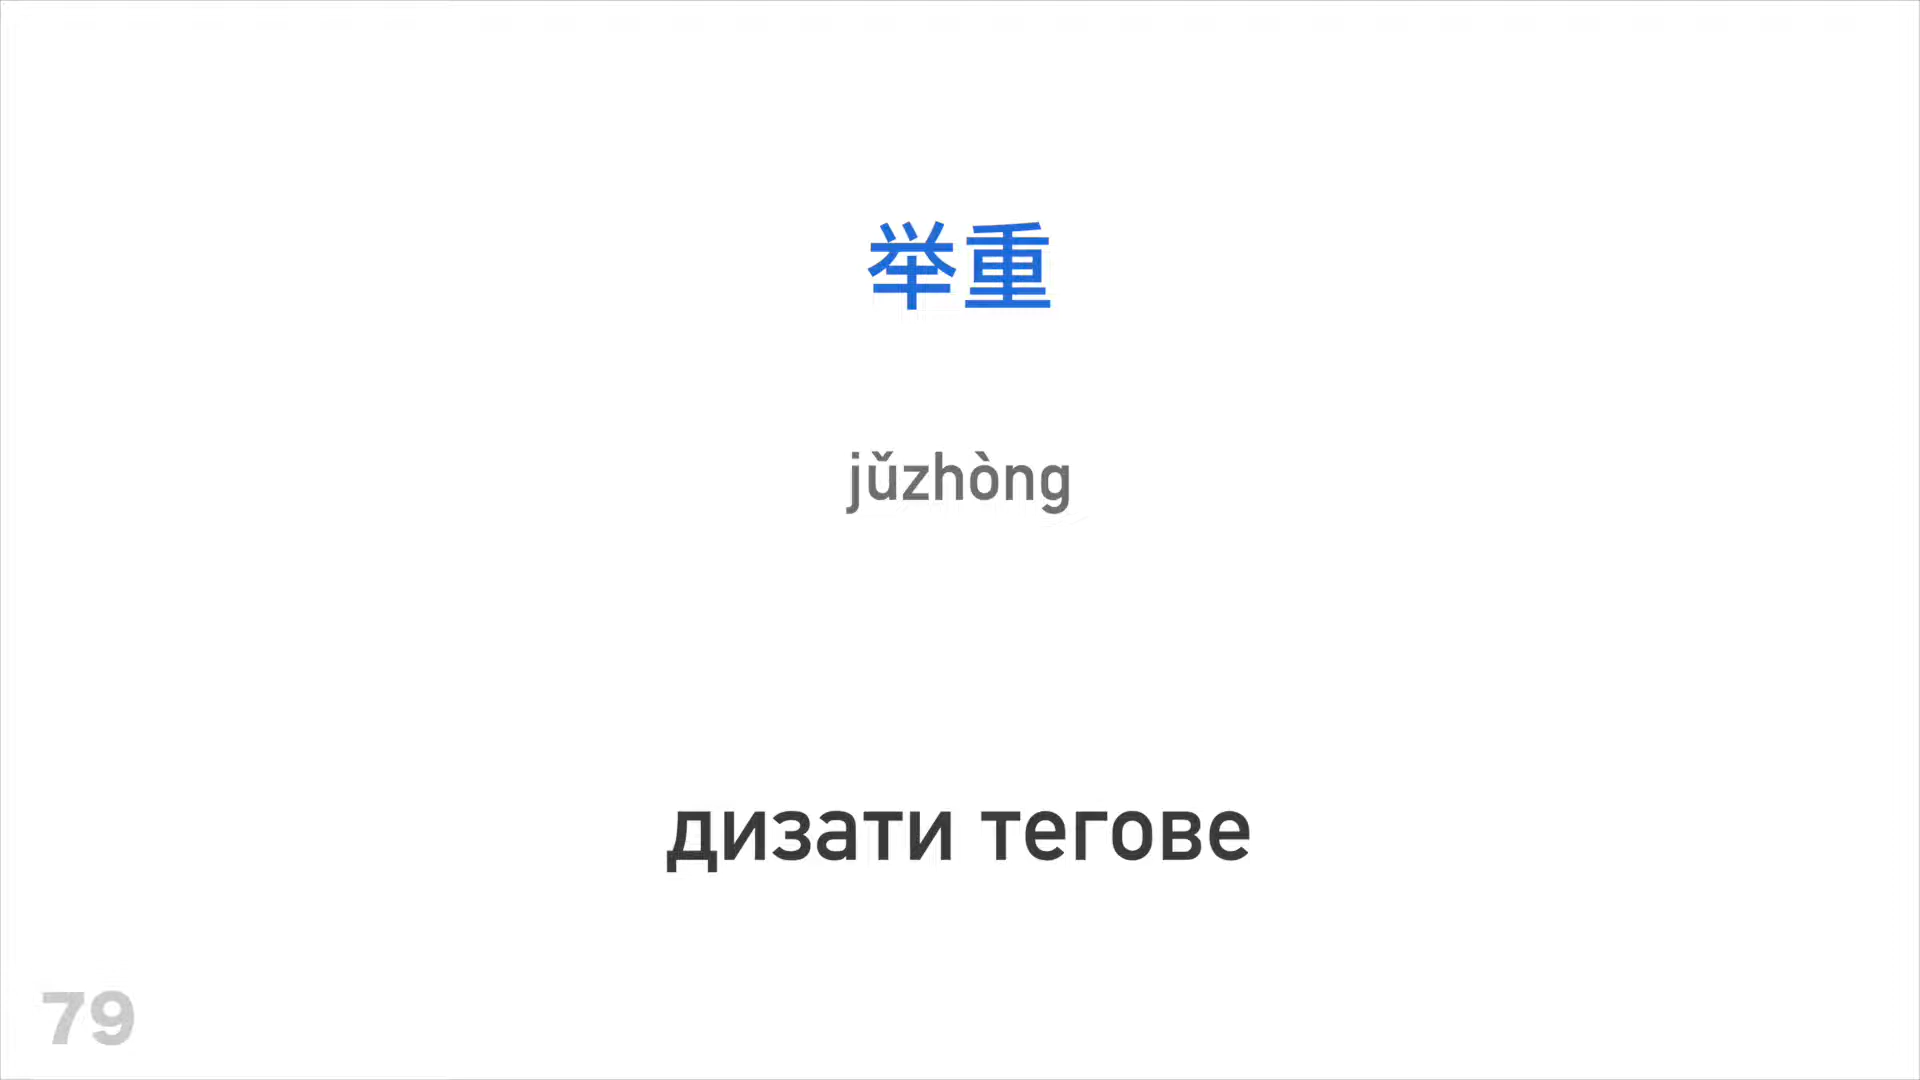 举重
jǔzhòng
дизати тегове
79